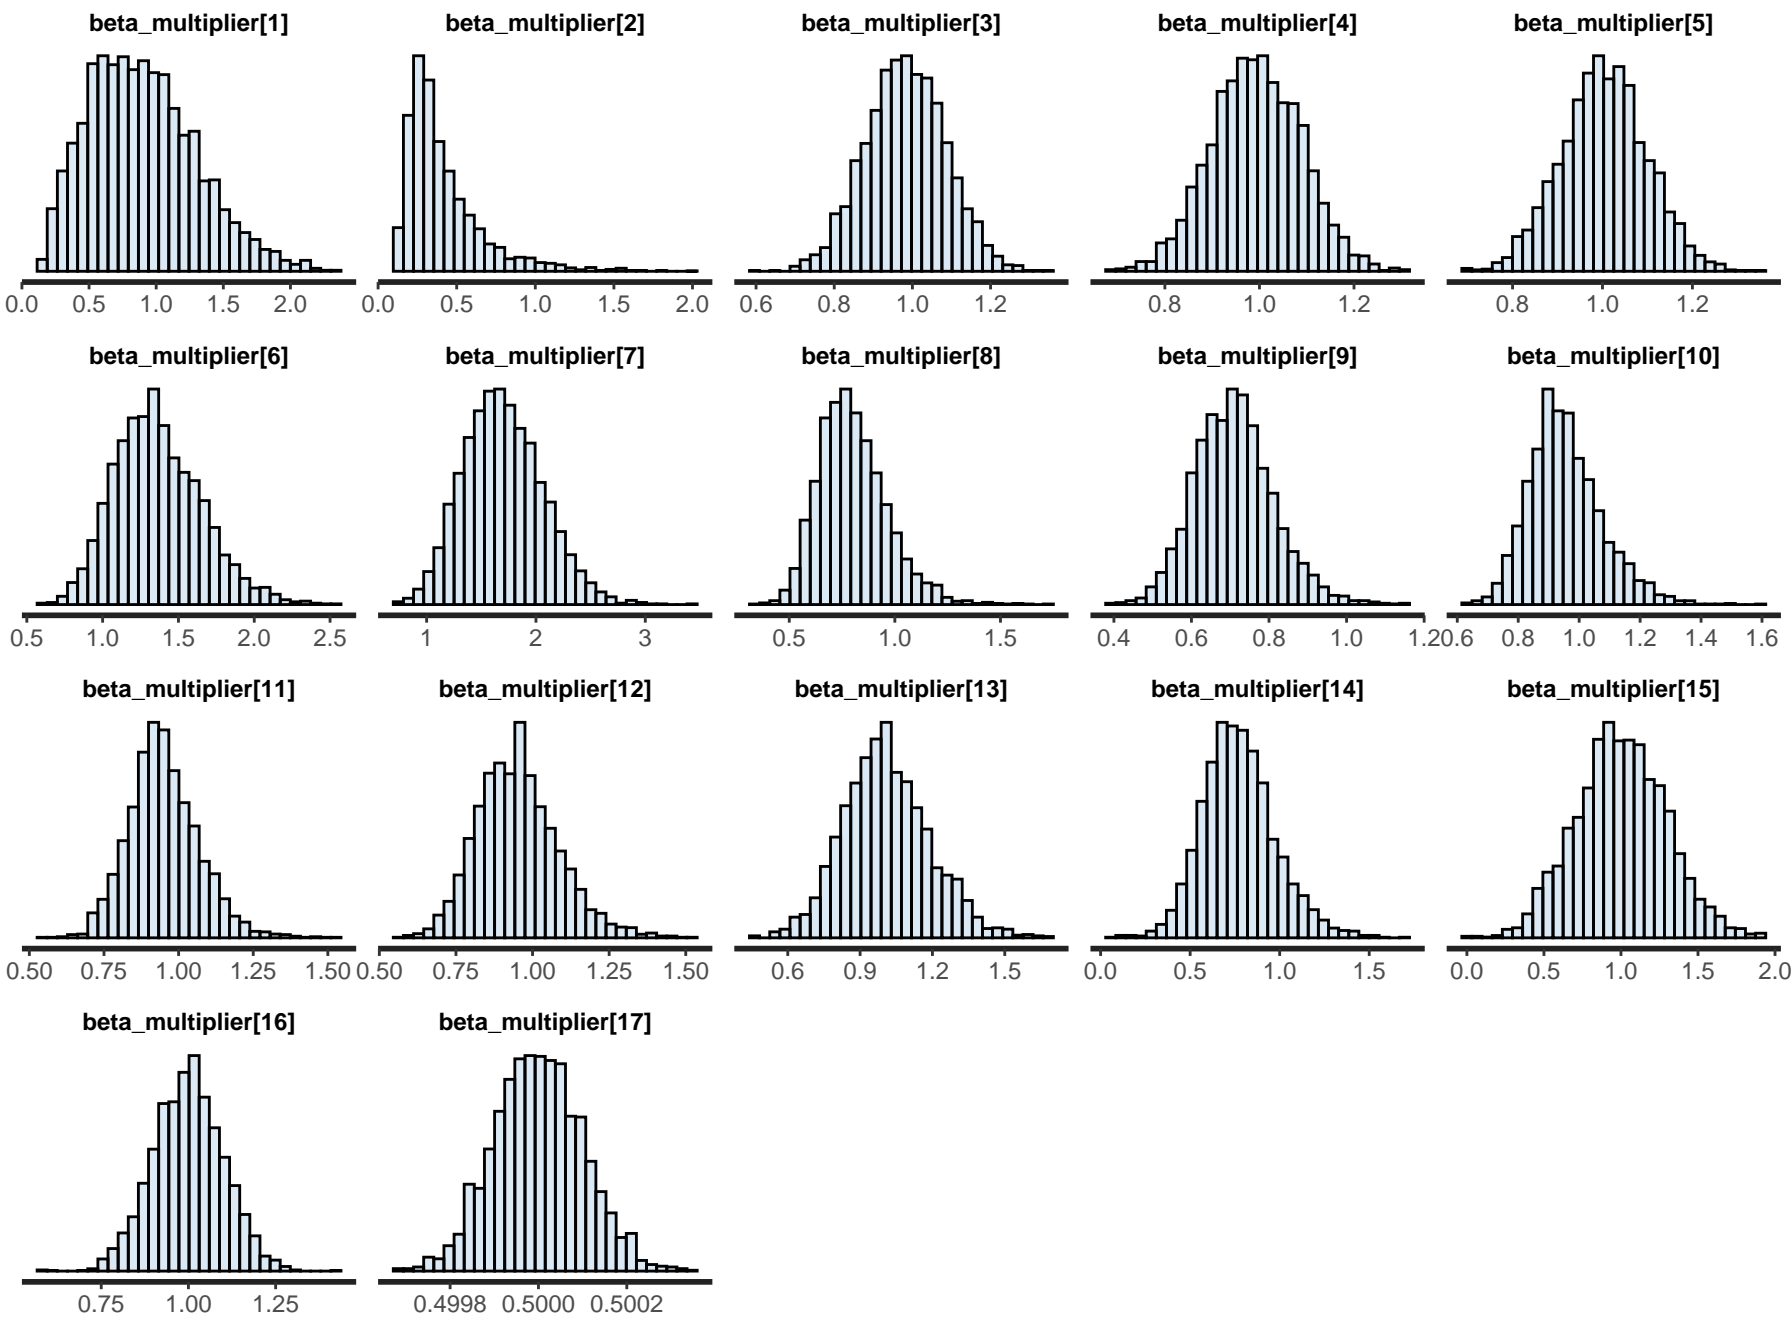 beta_multiplier[1] beta_multiplier[2] beta_multiplier[3] beta_multiplier[4] beta_multiplier[5]
0.0 0.5 1.0 1.5 2.0 0.0 0.5 1.0 1.5 2.0 0.6 0.8 1.0 1.2 0.8 1.0 1.2 0.8 1.0 1.2
beta_multiplier[6] beta_multiplier[7] beta_multiplier[8] beta_multiplier[9] beta_multiplier[10]
0.5 1.0 1.5 2.0 2.5 1 2 3 0.5 1.0 1.5 0.4 0.6 0.8 1.0 1.2 0.6 0.8 1.0 1.2 1.4 1.6
beta_multiplier[11] beta_multiplier[12] beta_multiplier[13] beta_multiplier[14] beta_multiplier[15]
0.50 0.75 1.00 1.25 1.50 0.50 0.75 1.00 1.25 1.50 0.6 0.9 1.2 1.5 0.0 0.5 1.0 1.5 0.0 0.5 1.0 1.5 2.0
beta_multiplier[16] beta_multiplier[17]
0.75 1.00 1.25 0.4998 0.5000 0.5002